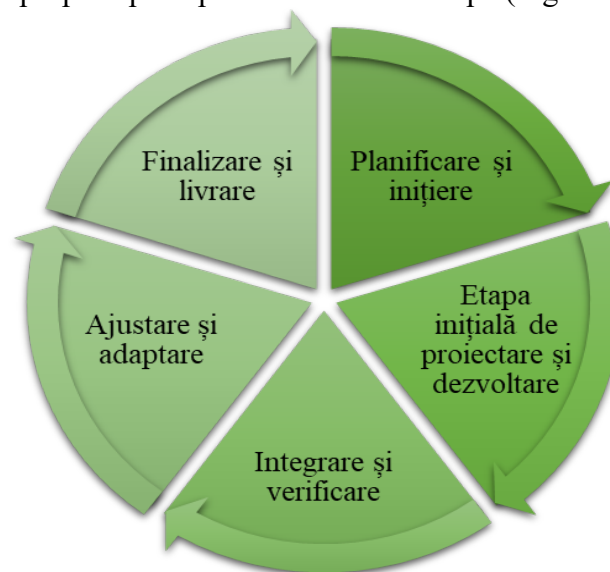 Planificare și
inițiere
Etapa
inițială de
proiectare și
dezvoltare
Integrare și
verificare
Ajustare și
adaptare
Finalizare și
livrare